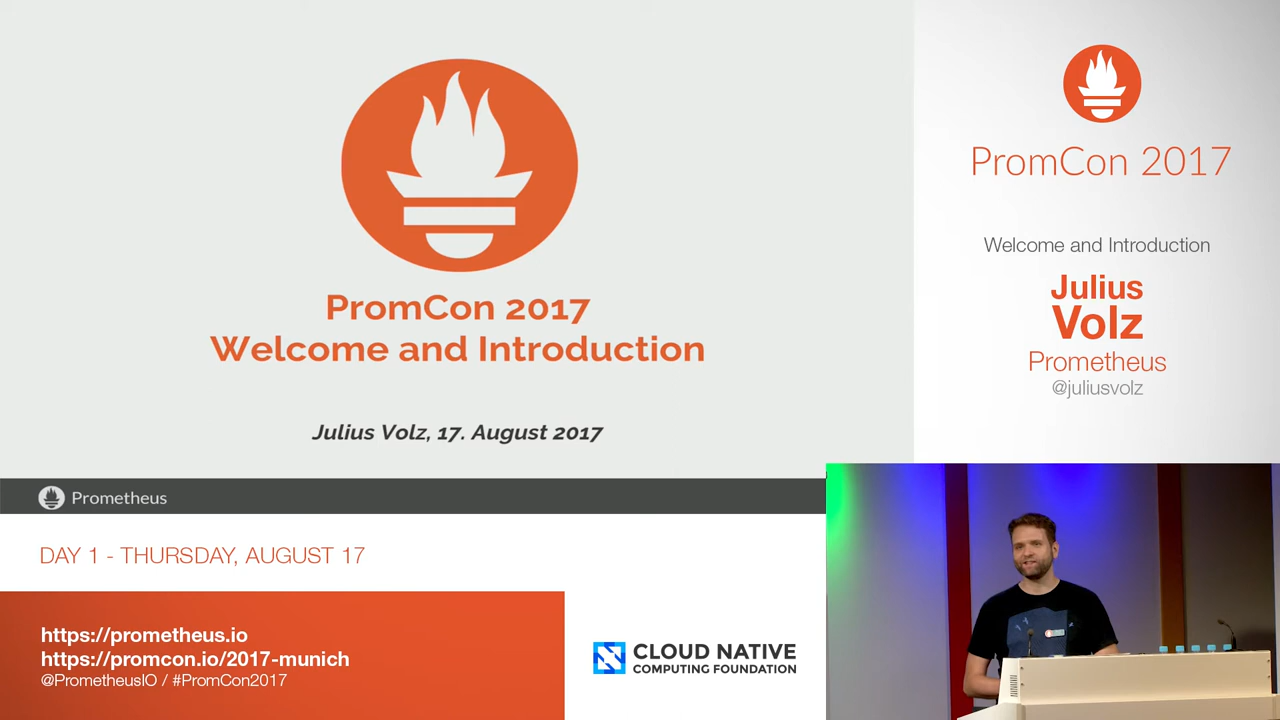 PromCon 2017
Welcome and Introduction
Julius Volz, 17. August 2017
Prometheus
DAY 1 - THURSDAY, AUGUST 17
https://prometheus.io
https://promcon.io/2017-munich
@PrometheusIO / #PromCon2017
CLOUD NATIVE
COMPUTING FOUNDATION
PromCon 2017
Welcome and Introduction
Julius
Volz
Prometheus
@juliusvolz